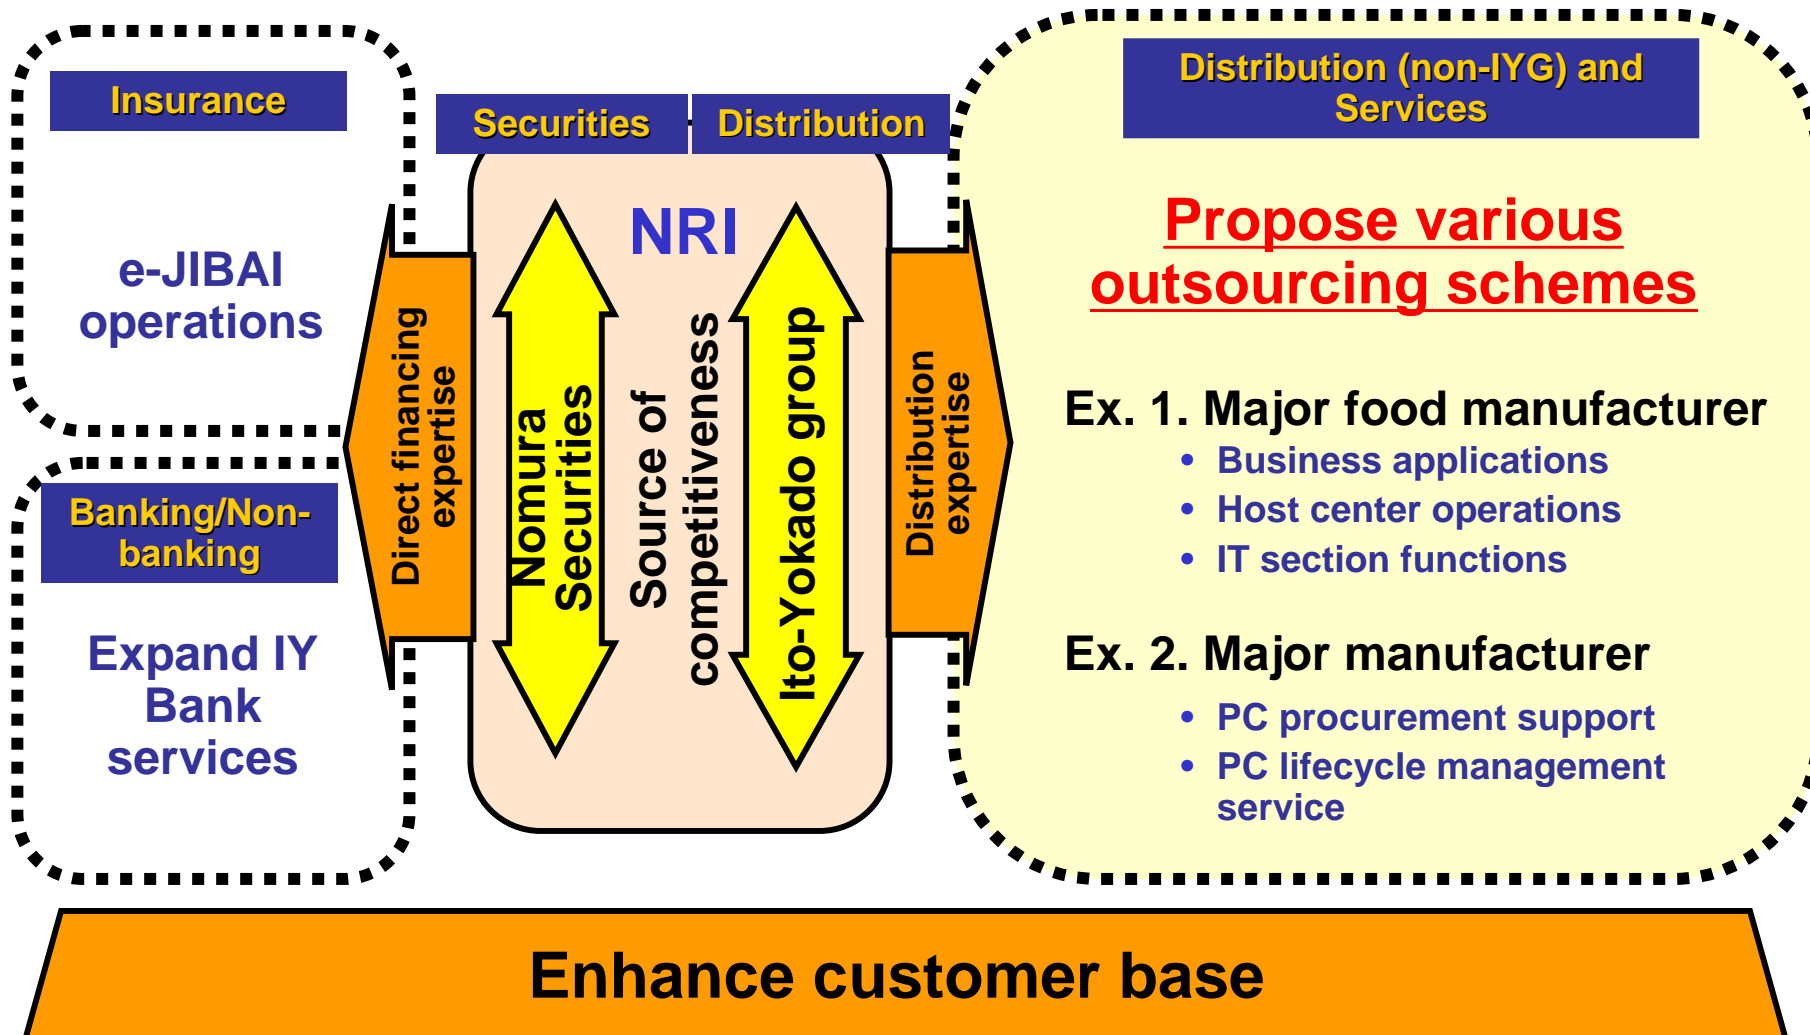 Insurance
e-JIBAI
operations
Banking/Non-
banking
Expand IY
Bank
services
Direct financing
expertise
Securities
Distribution
NRI
Nomura
Securities
Source of
competitiveness
Ito-Yokado group
Distribution
expertise
Distribution (non-IYG) and
Services
Propose various
outsourcing schemes
Ex. 1. Major food manufacturer
• Business applications
• Host center operations
• IT section functions
Ex. 2. Major manufacturer
• PC procurement support
• PC lifecycle management
service
Enhance customer base